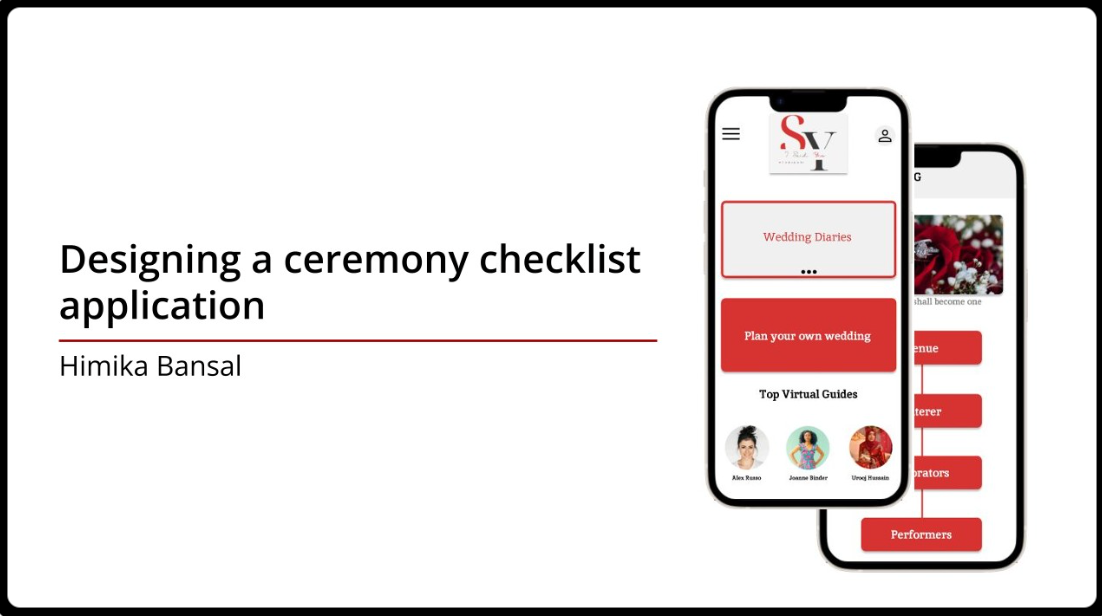 Designing a ceremony checklist
application
Himika Bansal
SY
Wedding Diaries
Plan your own wedding
Top Virtual Guides
Alex Russo
Joanne Binder
Urooj Hussain
G
shall become one
enue
terer
orators
Performers